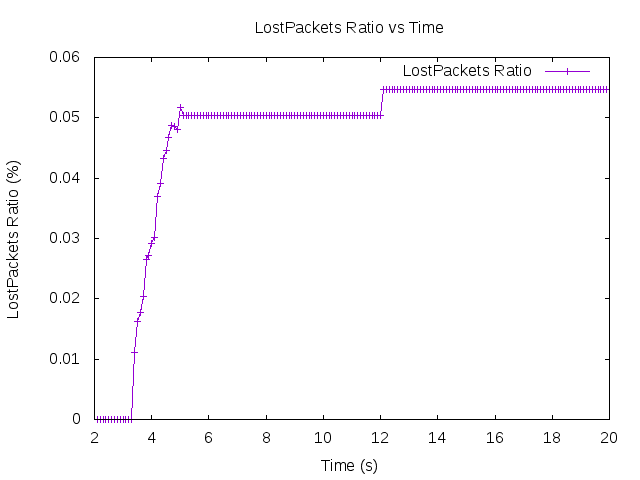 LostPackets Ratio vs Time
LostPackets Ratio
LostPackets Ratio (%)
0.06
0.05
0.04
0.03
0.02
0.01
0
2 4 6 8 10 12 14 16 18 20
Time (s)